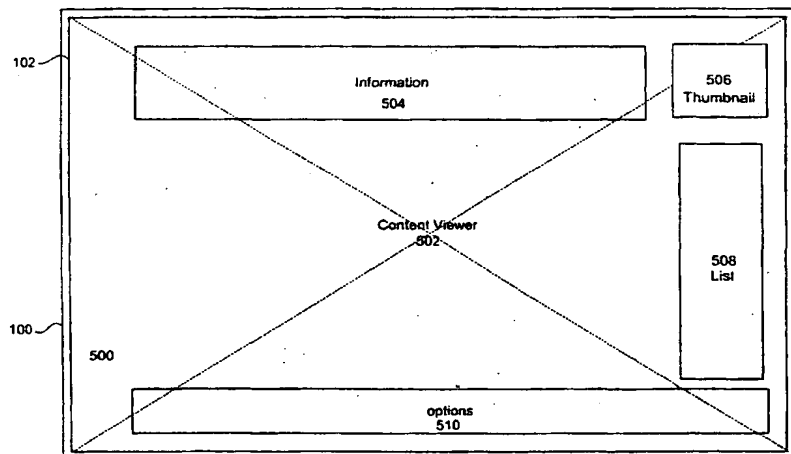 102
Information
504
506
Thumbnail
Content Viewer
502
508
List
100
500
options
510